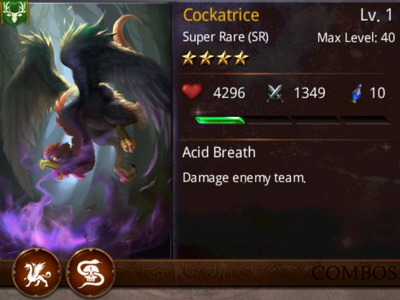 Cockatrice Lv. 1
Super Rare (SR) Max Level: 40
4296 1349 10
Acid Breath
Damage enemy team.
COMBOS